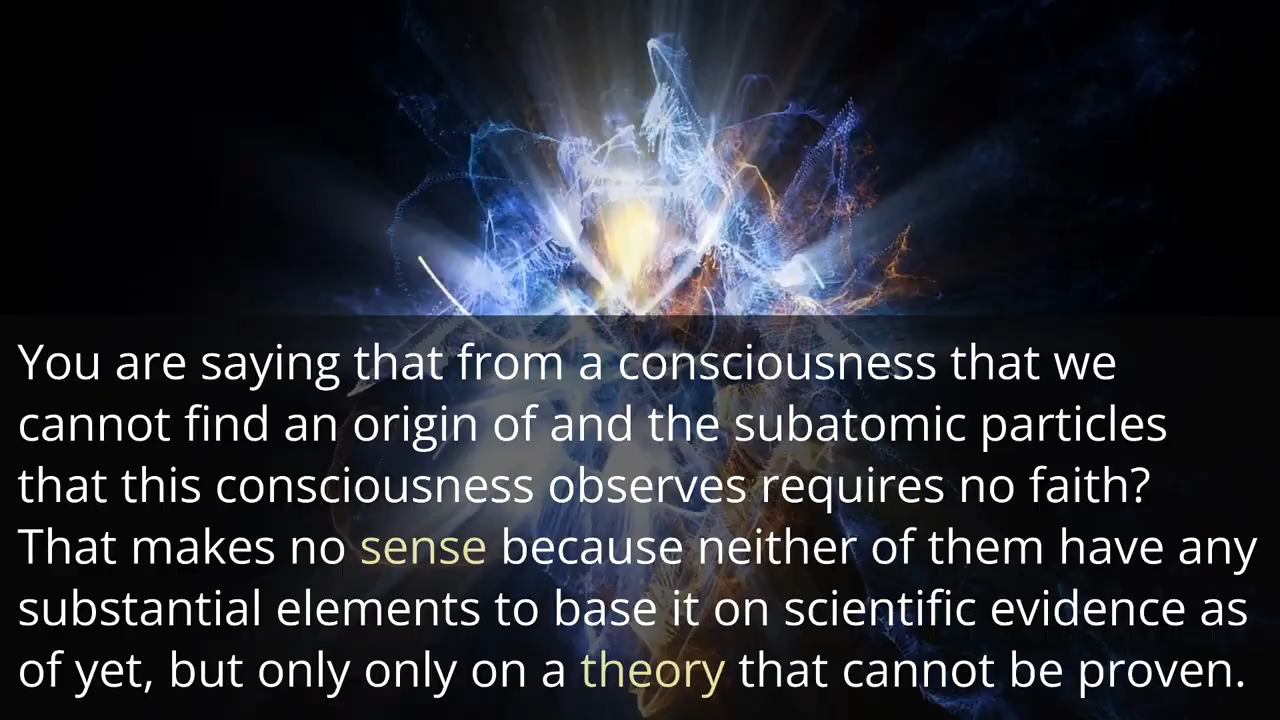 You are saying that from a consciousness that we
cannot find an origin of and the subatomic particles
that this consciousness observes requires no faith?
That makes no sense because neither of them have any
substantial elements to base it on scientific evidence as
of yet, but only only on a theory that cannot be proven.